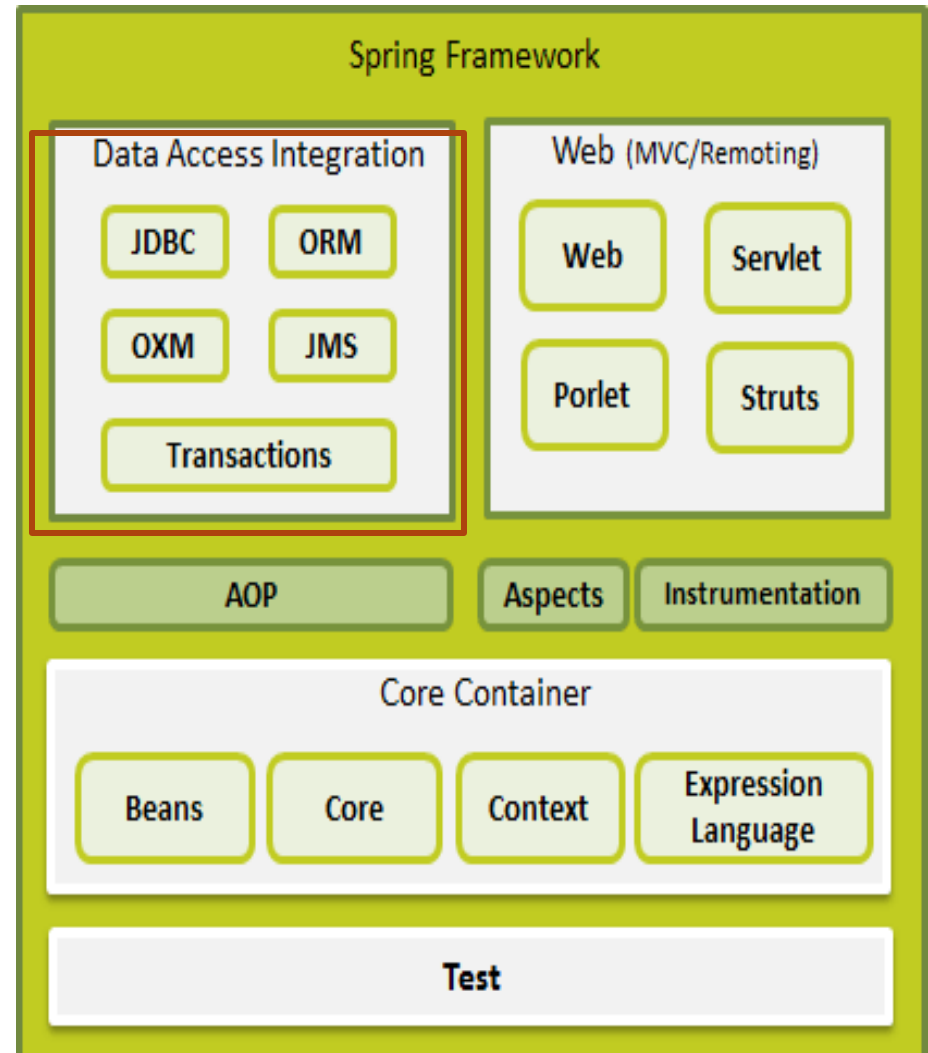 Spring Framework
Data Access Integration
JDBC
ORM
OXM
JMS
Transactions
Web (MVC/Remoting)
Web
Servlet
Porlet
Struts
AOP
Aspects
Instrumentation
Core Container
Beans
Core
Context
Expression
Language
Test